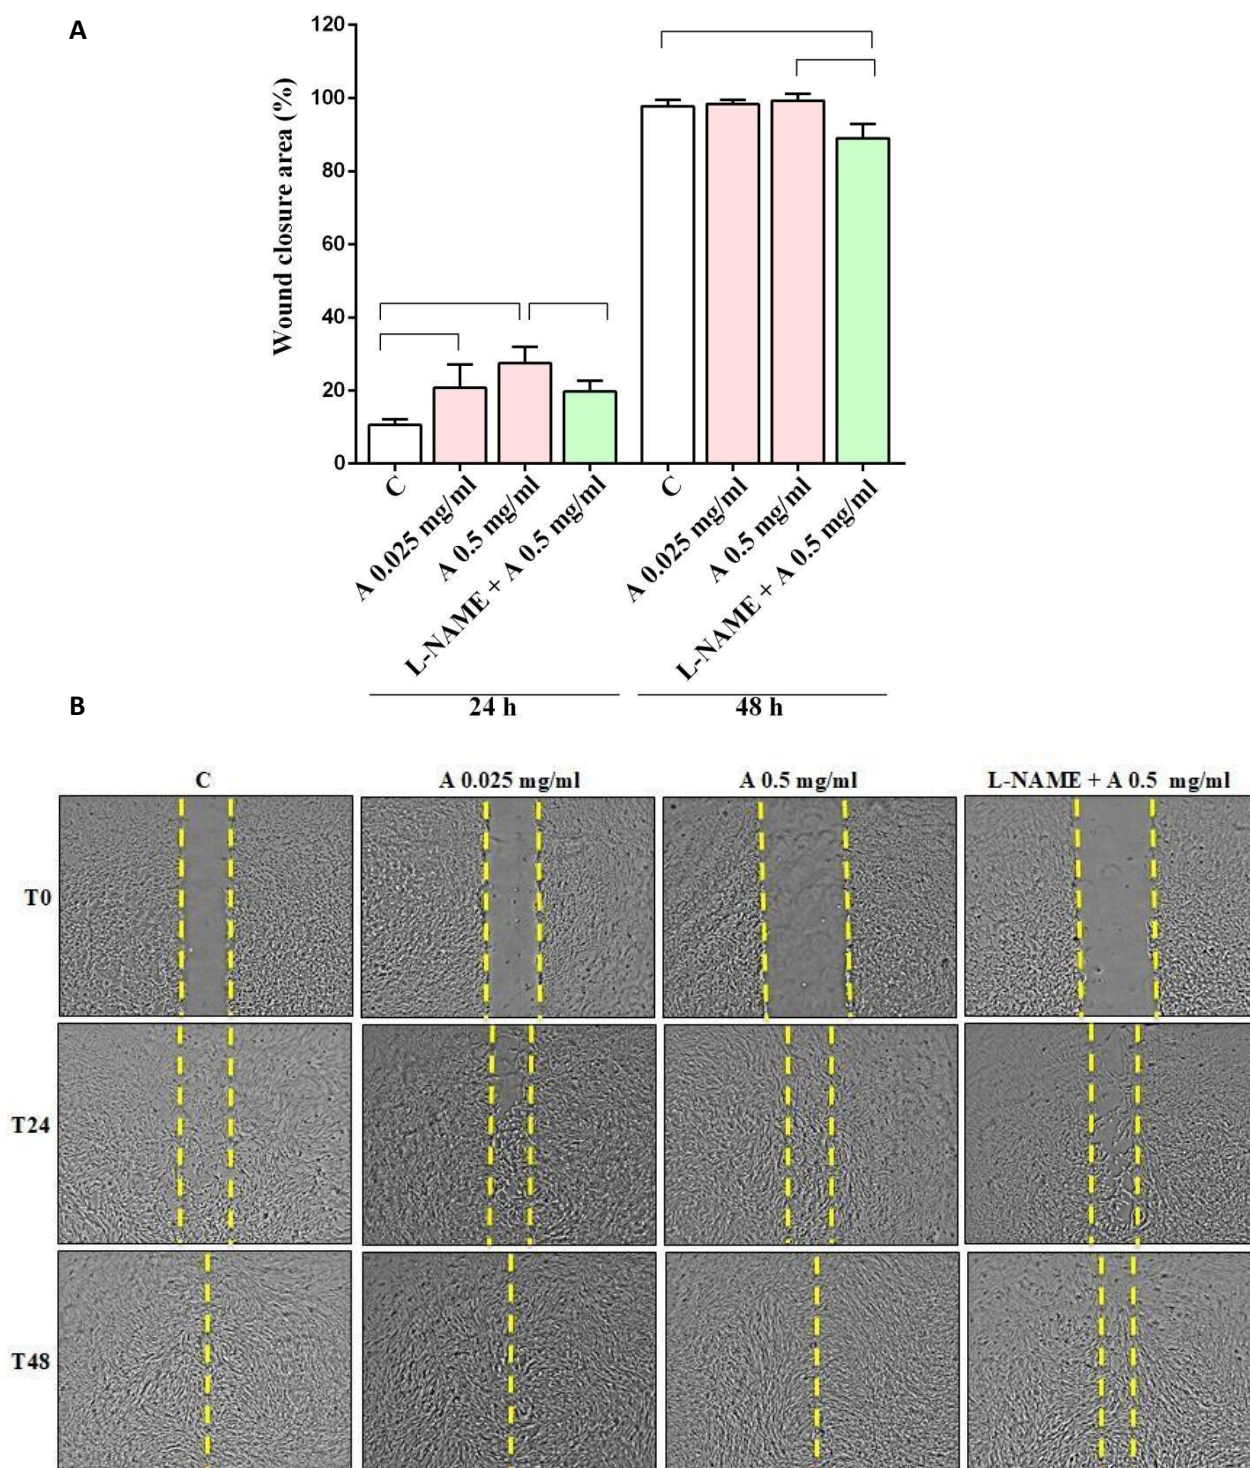 A
Wound closure area (%)
120
100
80
60
40
20
0
C
A 0.025 mg/ml
A 0.5 mg/ml
L-NAME + A 0.5 mg/ml
C
A 0.025 mg/ml
A 0.5 mg/ml
L-NAME + A 0.5 mg/ml
24 h
48 h
B
C
A 0.025 mg/ml
A 0.5 mg/ml
L-NAME + A 0.5 mg/ml
T0
T24
T48